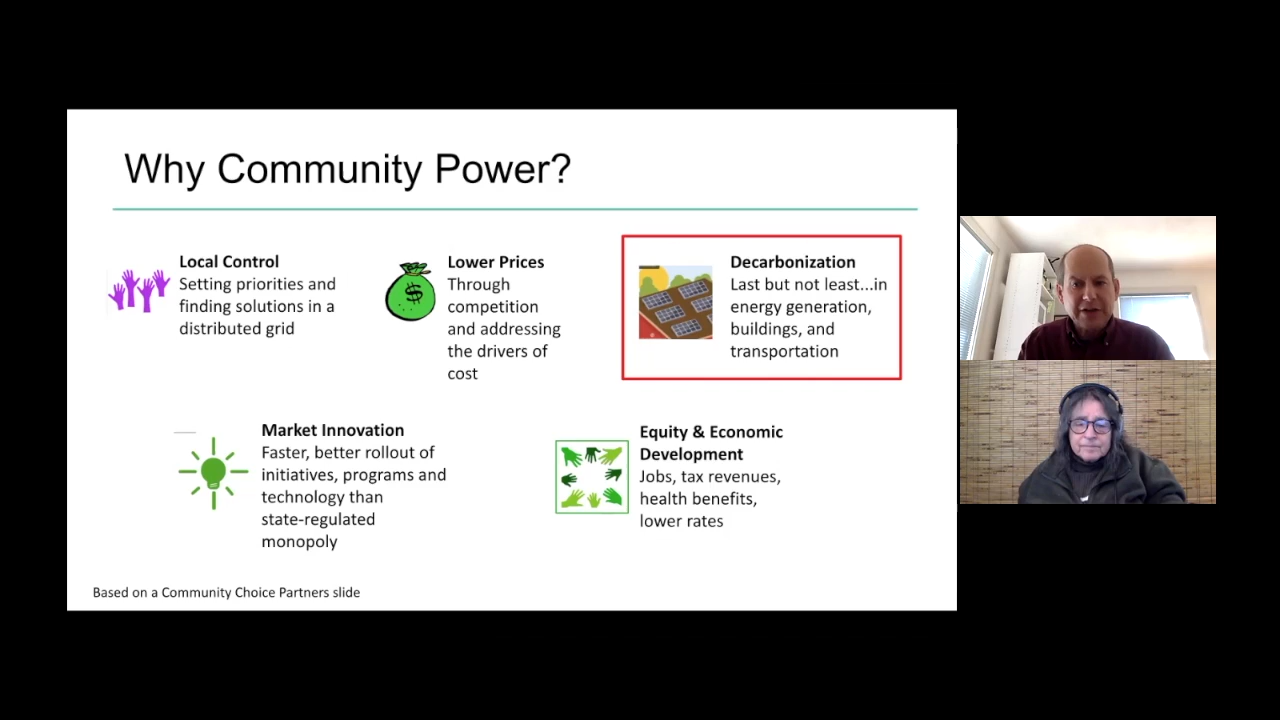 Why Community Power?
Local Control
Setting priorities and
finding solutions in a
distributed grid
Lower Prices
Through
competition
and addressing
the drivers of
cost
Decarbonization
Last but not least...in
energy generation,
buildings, and
transportation
Market Innovation
Faster, better rollout of
initiatives, programs and
technology than
state-regulated
monopoly
Equity & Economic
Development
Jobs, tax revenues,
health benefits,
lower rates
Based on a Community Choice Partners slide